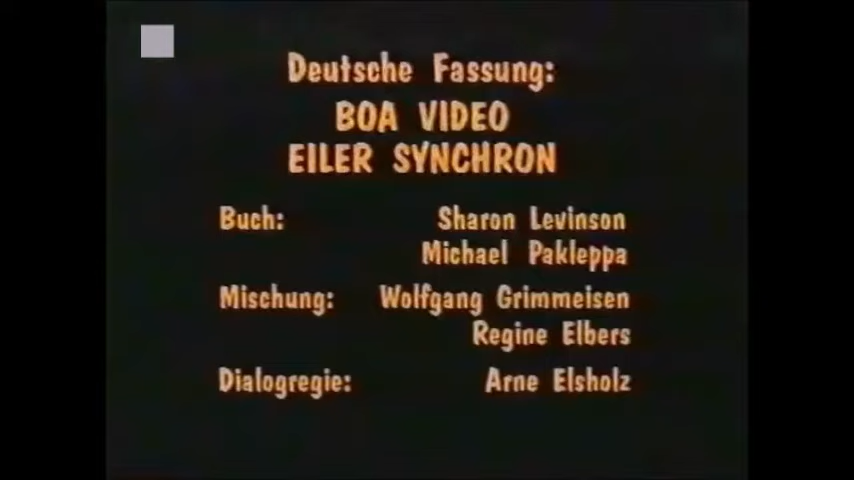 Deutsche Fassung:
BOA VIDEO
EILER SYNCHRON
Buch: Sharon Levinson
Michael Pakleppa
Mischung: Wolfgang Grimmeisen
Regine Elbers
Dialogregie: Arne Elsholz